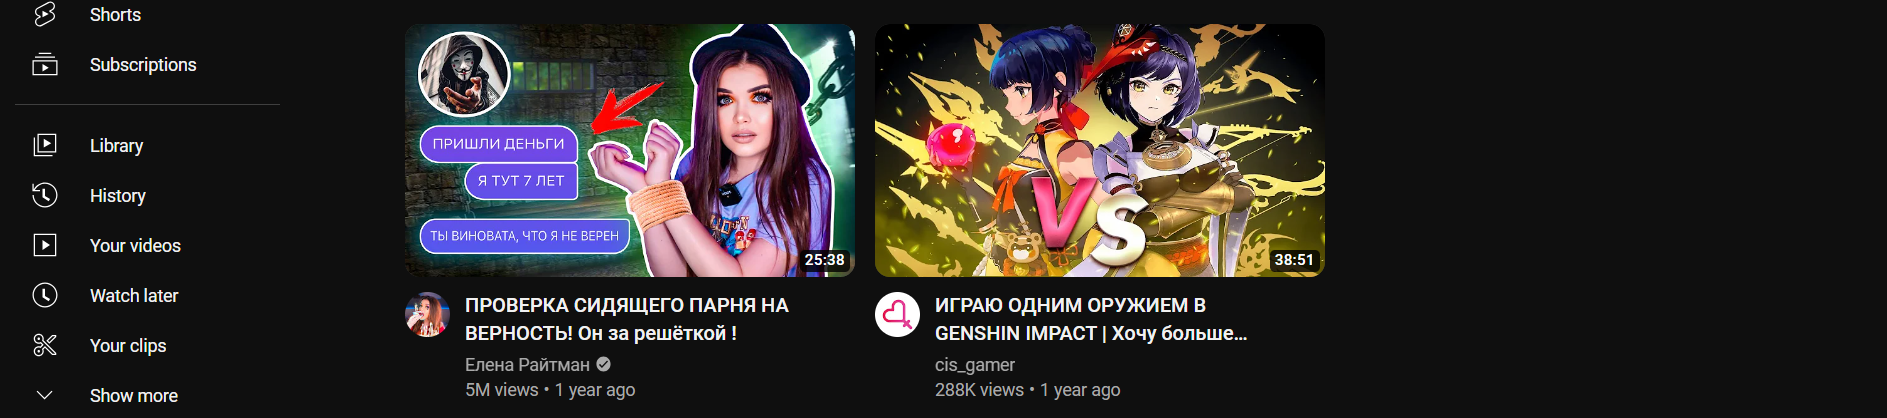 Shorts
Subscriptions
Library
History
Your videos
Watch later
Your clips
Show more
ПРИШЛИ ДЕНЬГИ
Я ТУТ 7 ЛЕТ
ТЫ ВИНОВАТА, ЧТО Я НЕ ВЕРЕН
25:38
ПРОВЕРКА СИДЯЩЕГО ПАРНЯ НА
ВЕРНОСТЬ! Он за решёткой !
Елена Райтман
5M views • 1 year ago
VS
38:51
ИГРАЮ ОДНИМ ОРУЖИЕМ В
GENSHIN IMPACT | Хочу больше...
cis_gamer
288K views • 1 year ago